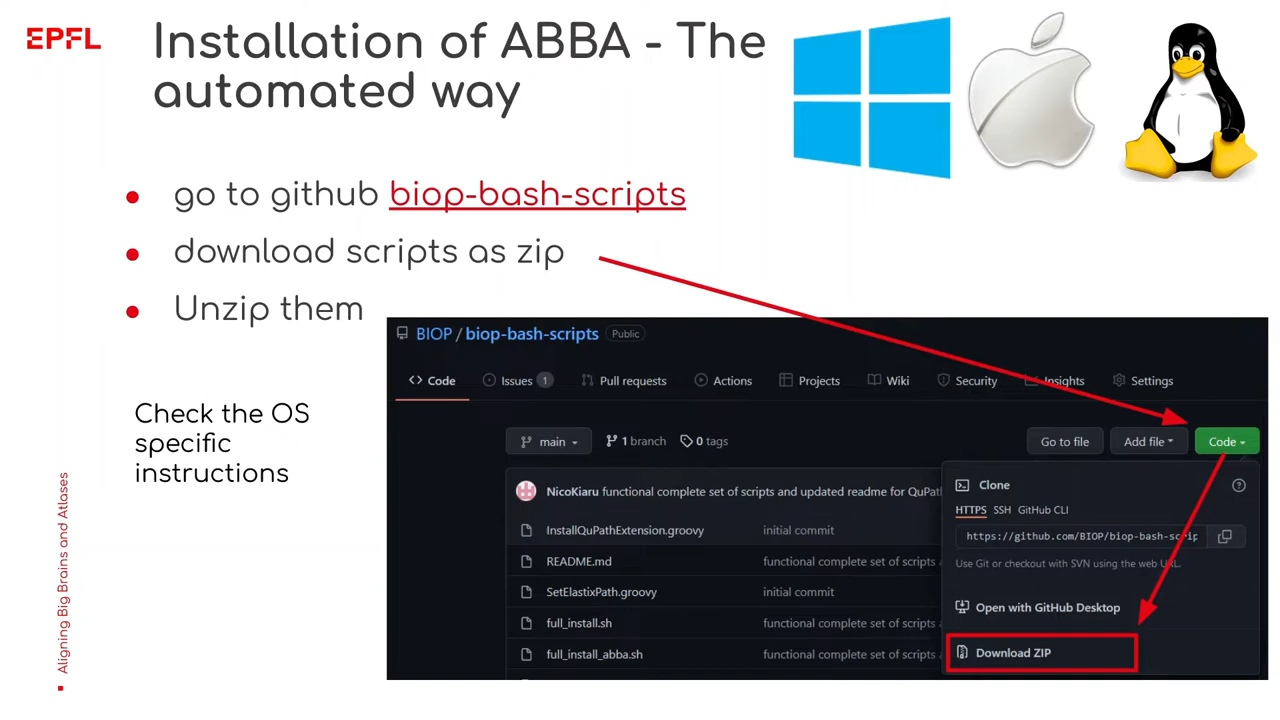 EPFL
Installation of ABBA - The
automated way
go to github biop-bash-scripts
download scripts as zip
Unzip them
Check the OS
specific
instructions
Aligning Big Brains and Atlases
BIOP / biop-bash-scripts Public
Code Issues 1 Pull requests Actions Projects Wiki Security Insights Settings
main 1 branch 0 tags Go to file Add file Code
NicoKiaru functional complete set of scripts and updated readme for QuPat
InstallQuPathExtension.groovy initial commit
README.md functional complete set of scripts a
SetElastixPath.groovy initial commit
full_install.sh functional complete set of scripts a
full_install_abba.sh functional complete set of scripts a
Clone
HTTPS SSH GitHub CLI
https://github.com/BIOP/biop-bash-scrip
Use Git or checkout with SVN using the web URL.
Open with GitHub Desktop
Download ZIP